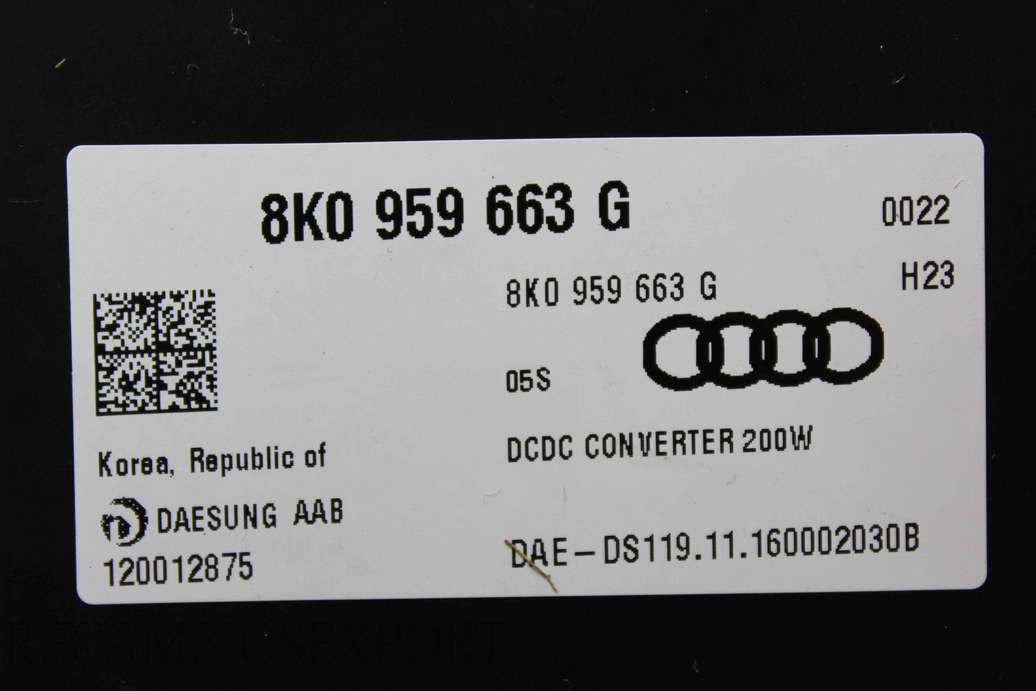 8K0 959 663 G
0022
8K0 959 663 G
H23
05S
Korea, Republic of
DCDC CONVERTER 200W
DAESUNG AAB
120012875
DAE-DS119.11.160002030B
RECAMBIOSEXPORT